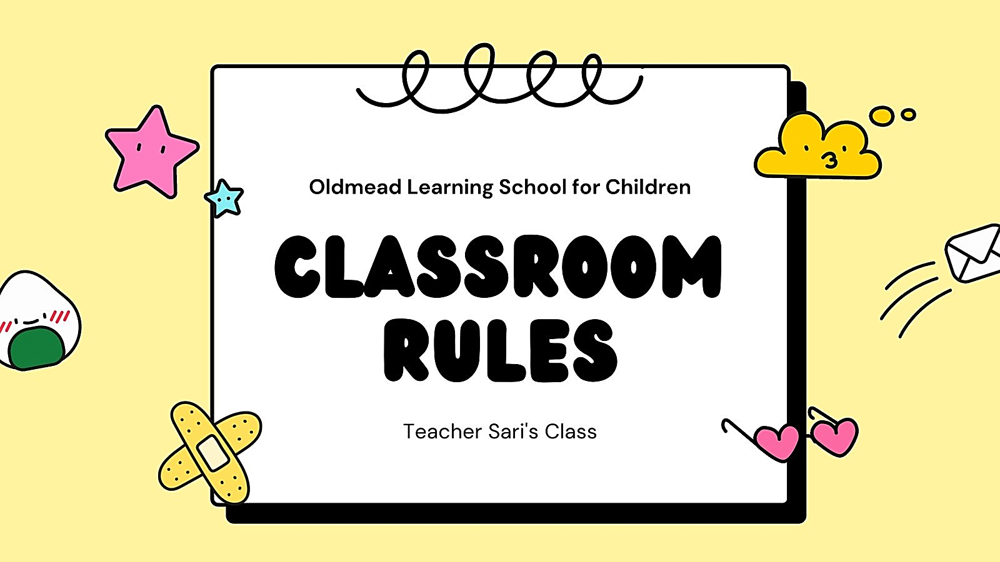 Oldmead Learning School for Children
CLASSROOM
RULES
Teacher Sari's Class